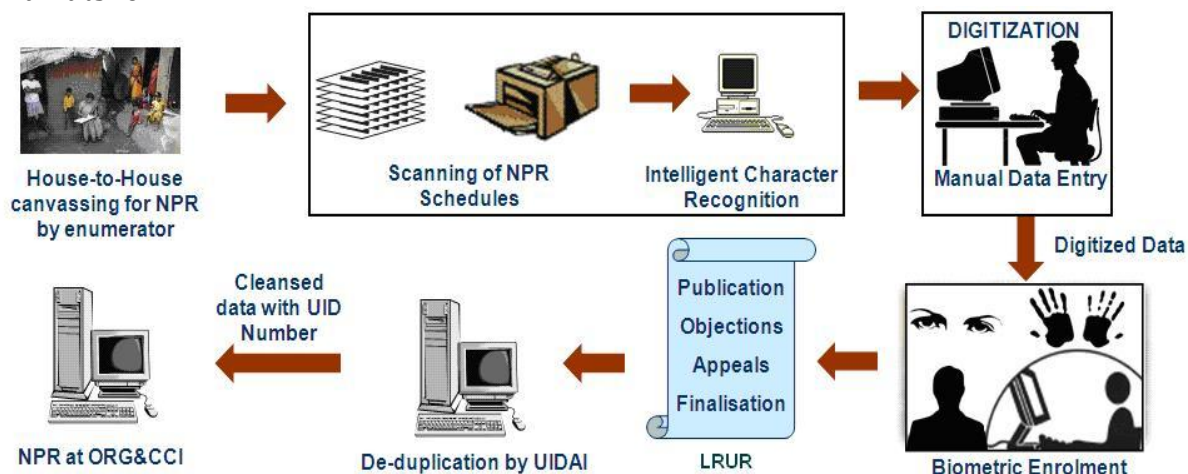 DIGITIZATION
House-to-House
canvassing for NPR
by enumerator
Scanning of NPR
Schedules
Intelligent Character
Recognition
Manual Data Entry
Digitized Data
Biometric Enrolment
Publication
Objections
Appeals
Finalisation
LRUR
De-duplication by UIDAI
Cleansed
data with UID
Number
NPR at ORG&CCI